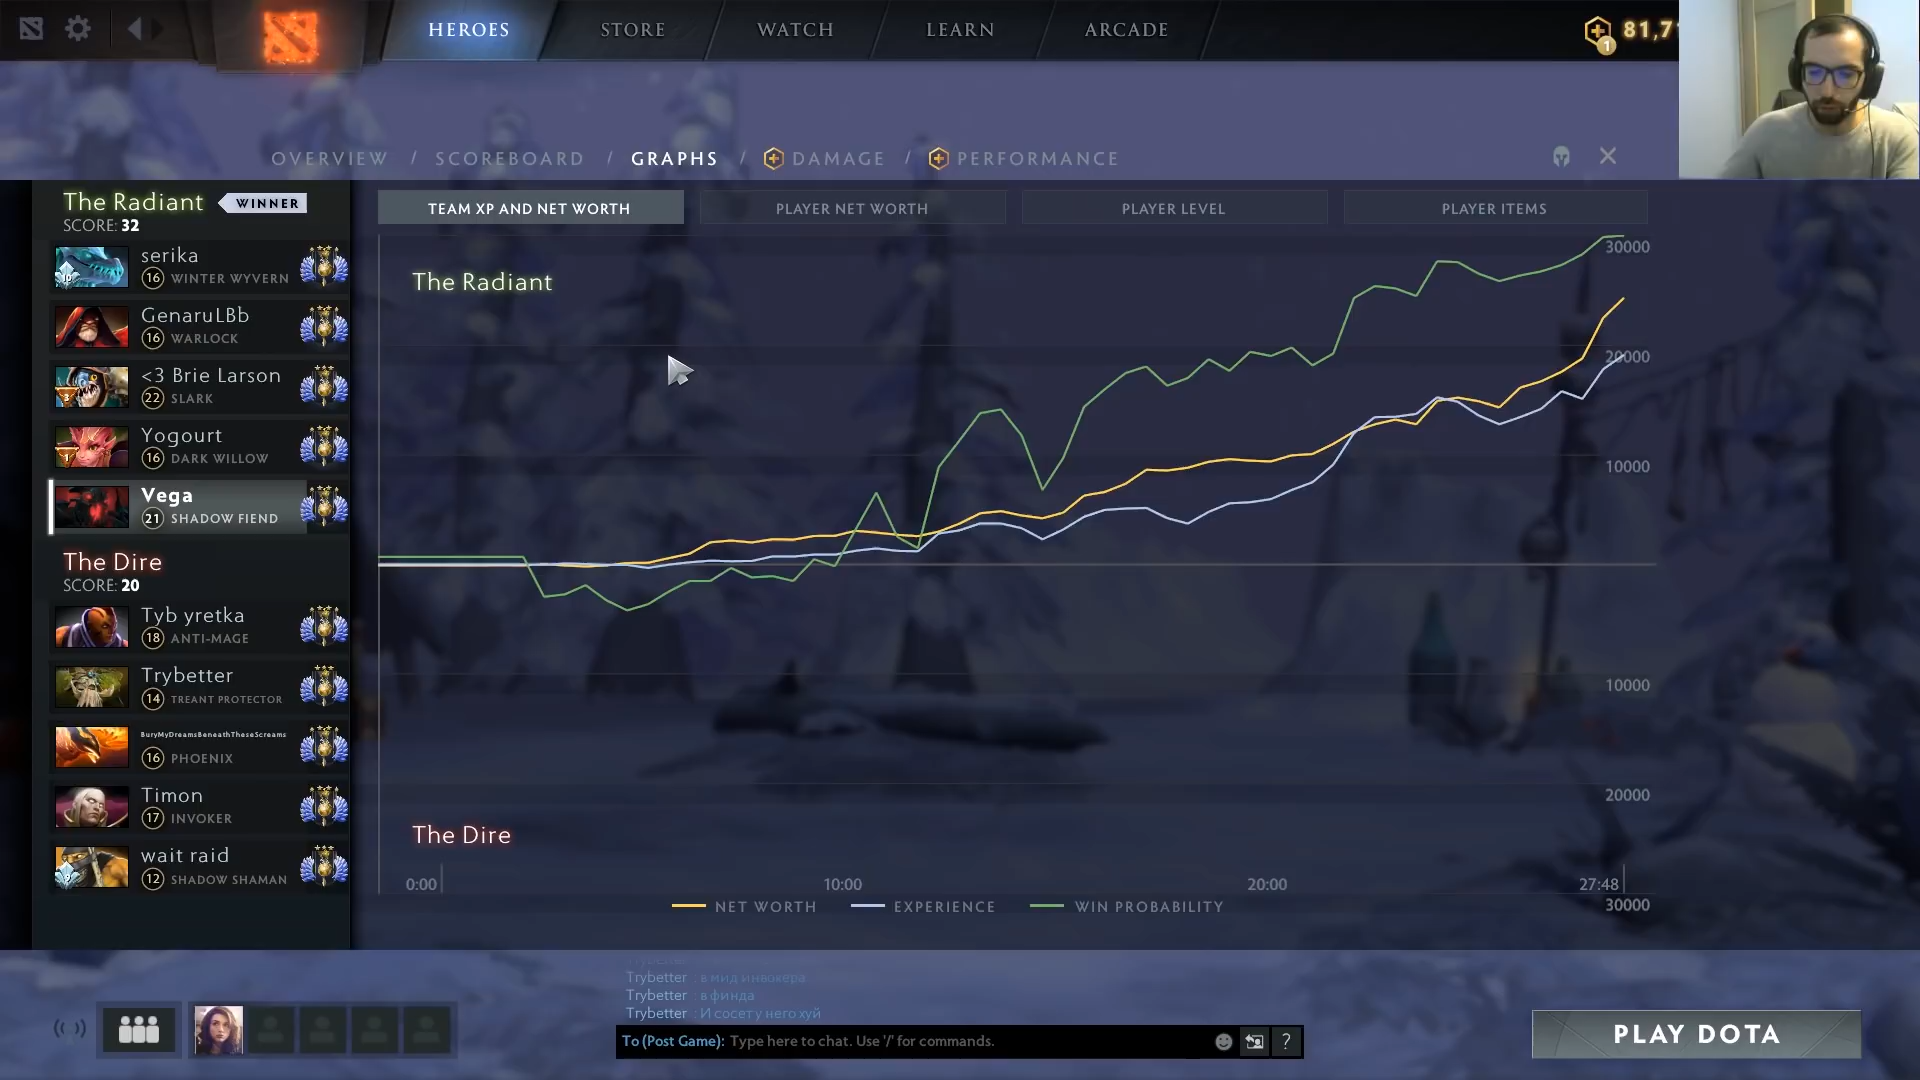 HEROES
STORE
WATCH
LEARN
ARCADE
1
OVERVIEW / SCOREBOARD / GRAPHS / DAMAGE / PERFORMANCE
The Radiant WINNER
SCORE: 32
serika
16 WINTER WYVERN
GenaruLBb
16 WARLOCK
<3 Brie Larson
22 SLARK
Yogourt
16 DARK WILLOW
Vega
21 SHADOW FIEND
The Dire
SCORE: 20
Tyb yretka
18 ANTI-MAGE
Trybetter
14 TREANT PROTECTOR
BuryMyDreamsBeneathTheseScreams
16 PHOENIX
Timon
17 INVOKER
wait raid
12 SHADOW SHAMAN
TEAM XP AND NET WORTH
PLAYER NET WORTH
PLAYER LEVEL
PLAYER ITEMS
The Radiant
30000
20000
10000
10000
20000
30000
The Dire
0:00
10:00
20:00
27:48
NET WORTH
EXPERIENCE
WIN PROBABILITY
Trybetter : в мид инвокера
Trybetter : в финда
Trybetter : И сосет у него хуй
To (Post Game): Type here to chat. Use '/' for commands.
?
PLAY DOTA